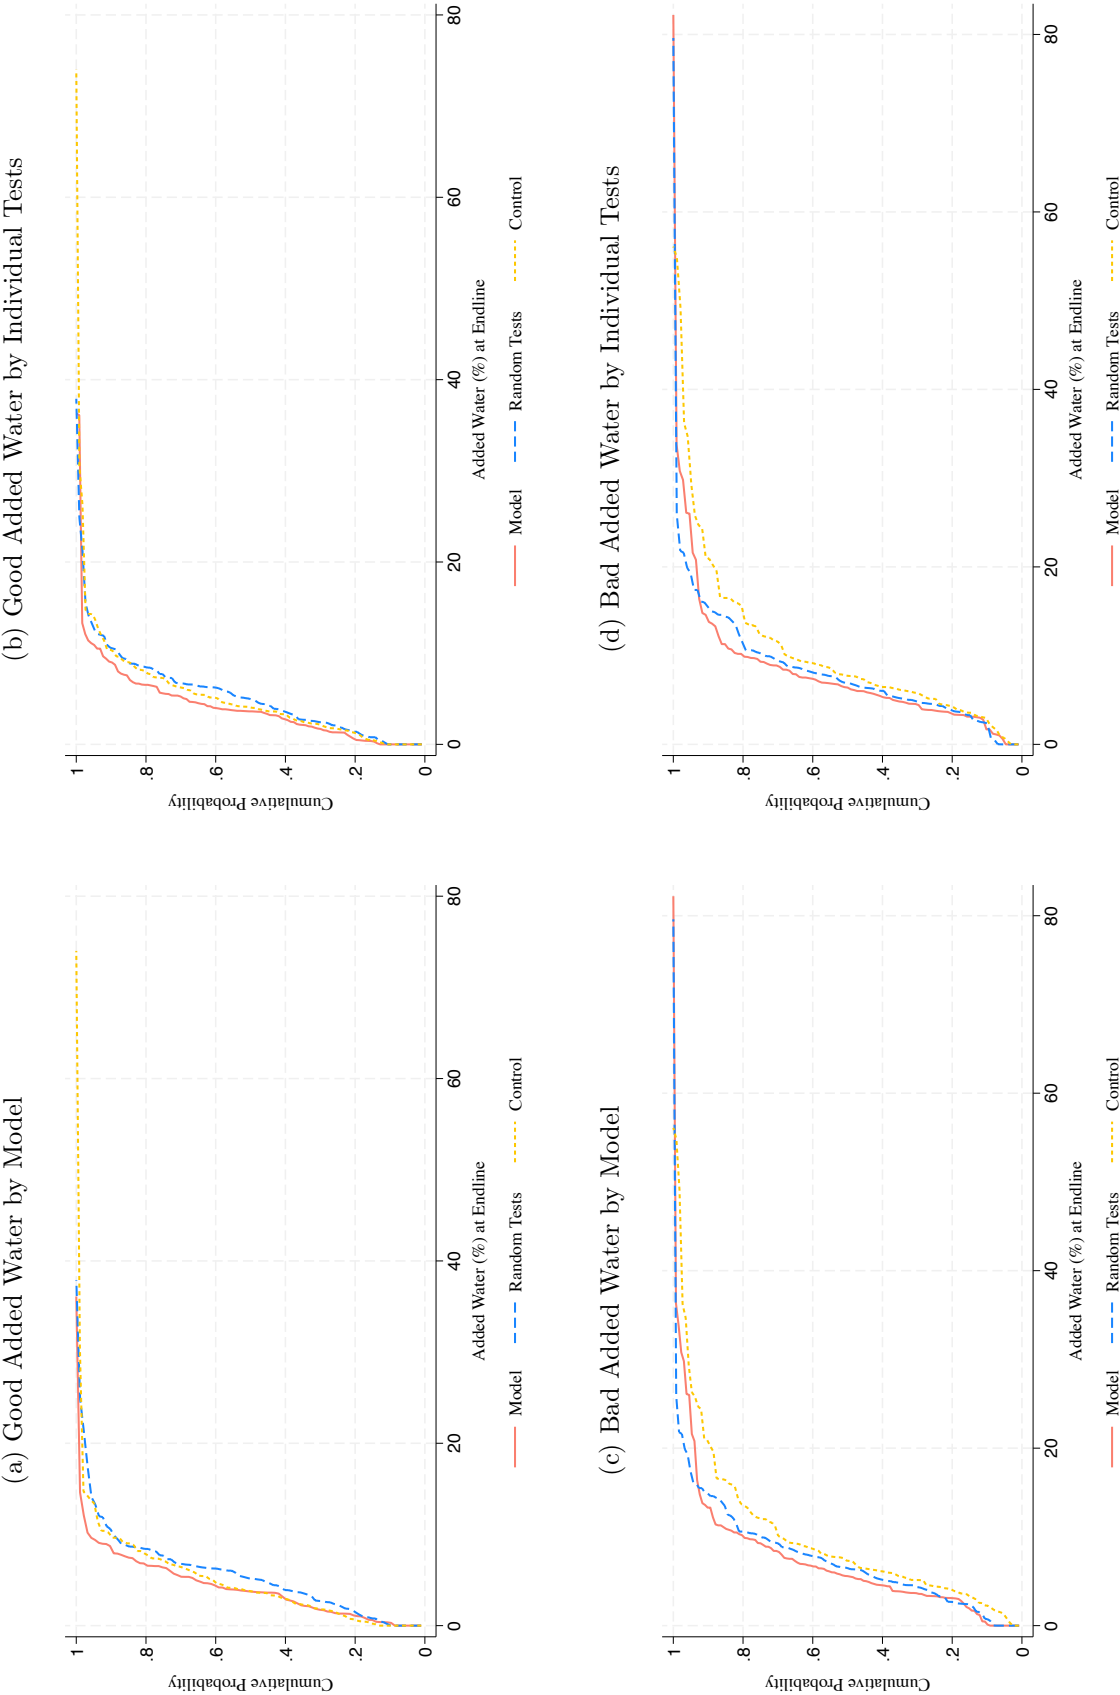 (a) Good Added Water by Model
Cumulative Probability
1
.8
.6
.4
.2
0
0
20
40
60
80
Added Water (%) at Endline
Model
Random Tests
Control
(b) Good Added Water by Individual Tests
Cumulative Probability
1
.8
.6
.4
.2
0
0
20
40
60
80
Added Water (%) at Endline
Model
Random Tests
Control
(c) Bad Added Water by Model
Cumulative Probability
1
.8
.6
.4
.2
0
0
20
40
60
80
Added Water (%) at Endline
Model
Random Tests
Control
(d) Bad Added Water by Individual Tests
Cumulative Probability
1
.8
.6
.4
.2
0
0
20
40
60
80
Added Water (%) at Endline
Model
Random Tests
Control